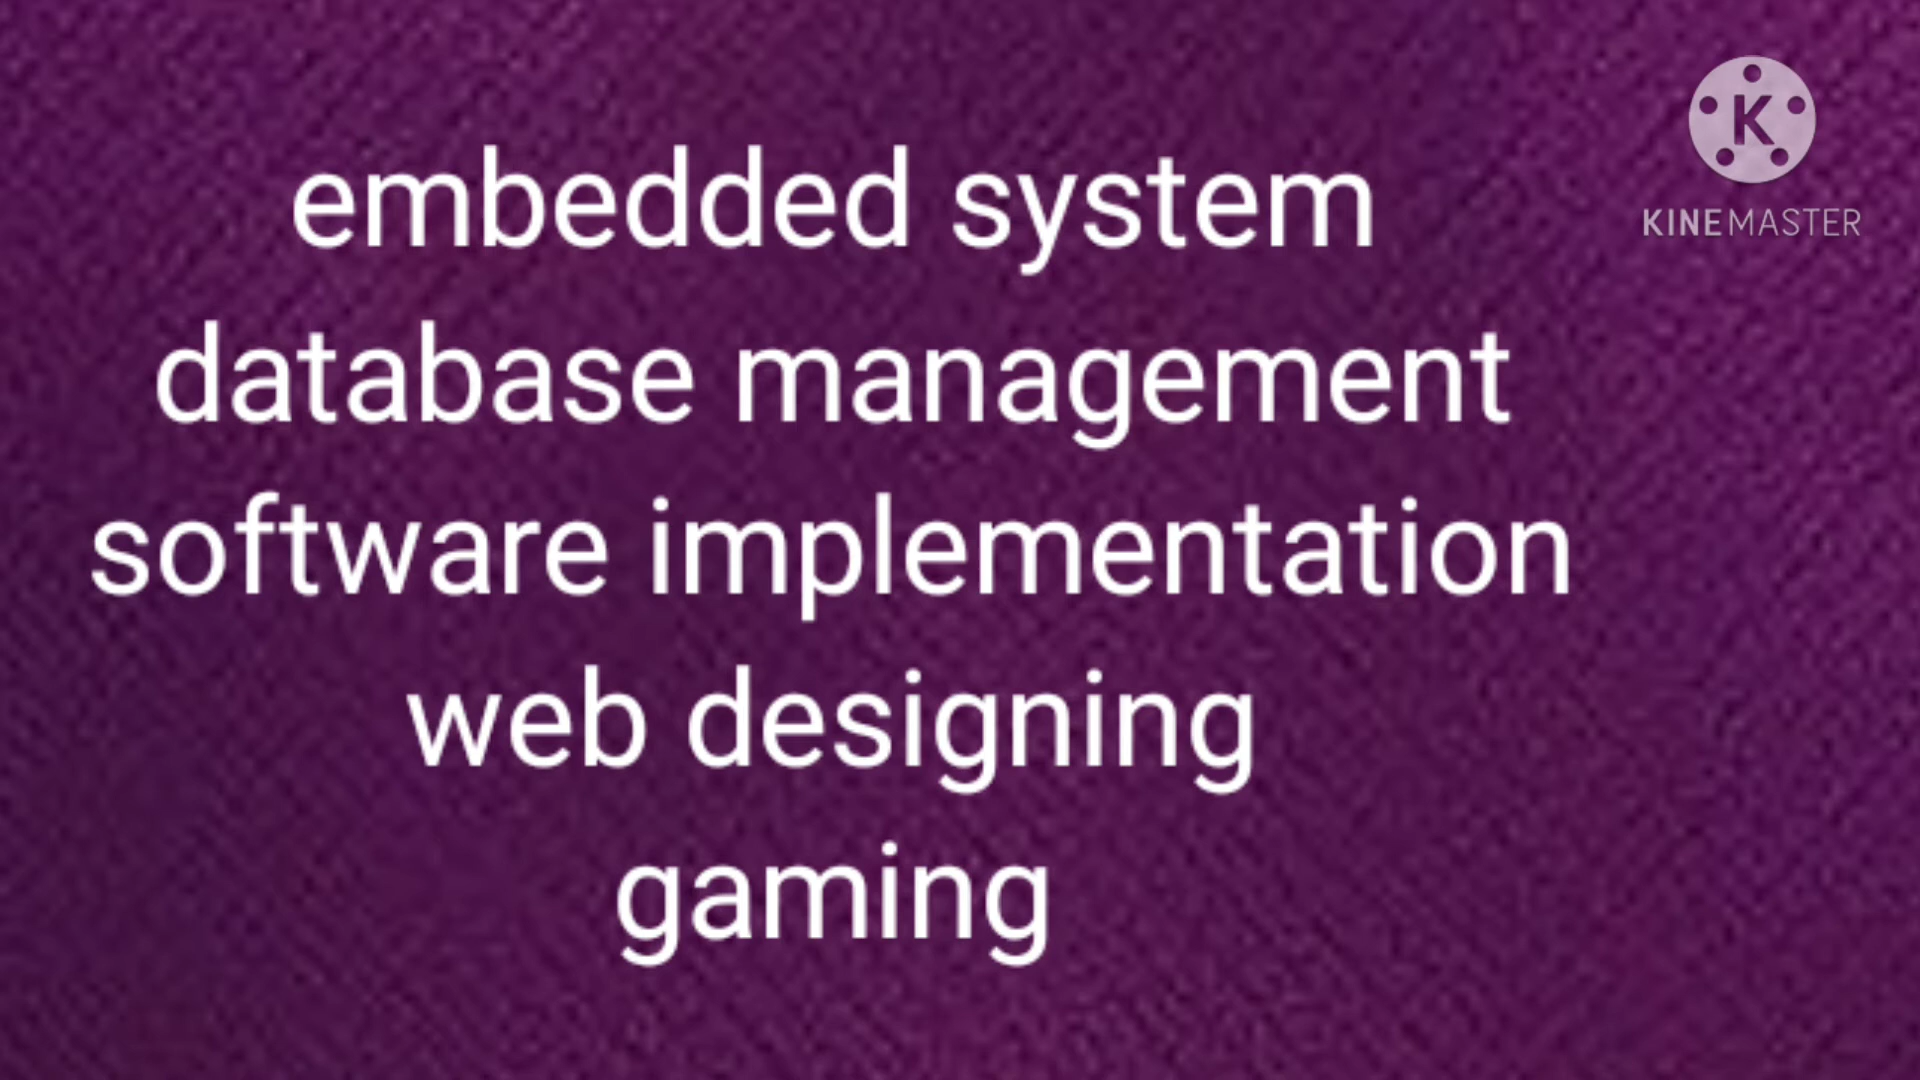 K
KINEMASTER
embedded system
database management
software implementation
web designing
gaming